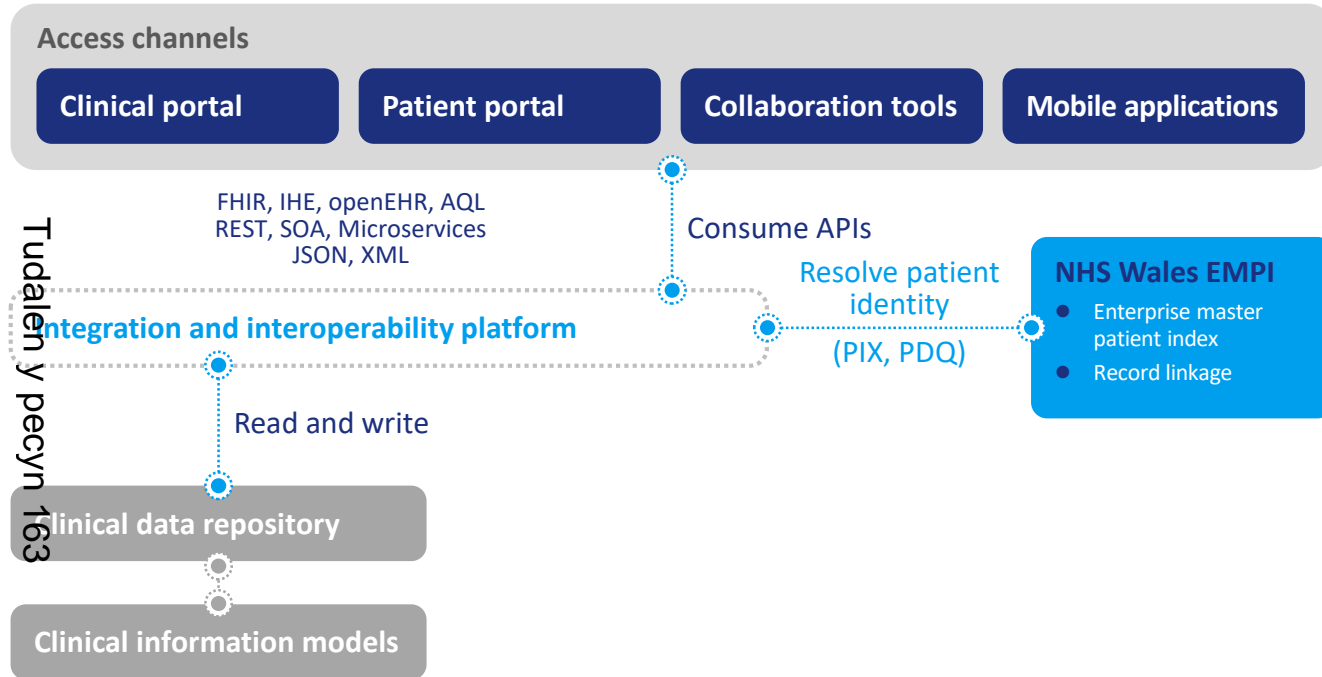 Access channels
Clinical portal
Patient portal
Collaboration tools
Mobile applications
FHIR, IHE, openEHR, AQL
REST, SOA, Microservices
JSON, XML
Consume APIs
Resolve patient
identity
(PIX, PDQ)
NHS Wales EMPI
Enterprise master
patient index
Record linkage
Integration and interoperability platform
Read and write
Clinical data repository
Clinical information models
Tudalen y pecyn 163